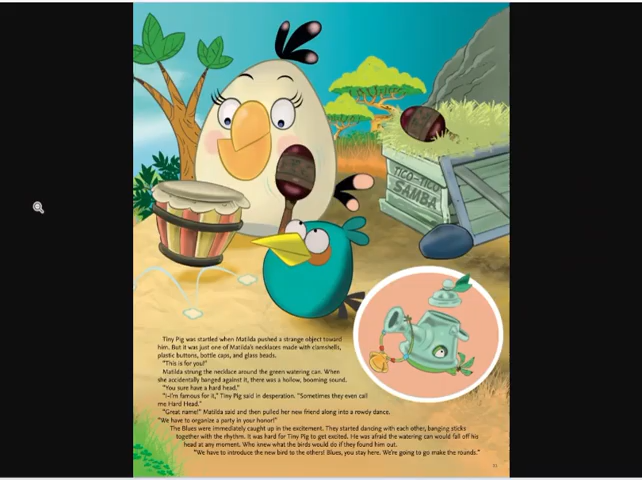 TICO-TICO
SAMBA
Tiny Pig was startled when Matilda pushed a strange object toward
him. But it was just one of Matilda's necklaces made with clamshells,
plastic buttons, bottle caps, and glass beads.
"This is for you!"
Matilda strung the necklace around the green watering can. When
she accidentally banged against it, there was a hollow, booming sound.
"You sure have a hard head."
"I–I'm famous for it," Tiny Pig said in desperation. "Sometimes they even call
me Hard Head."
"Great name!" Matilda said and then pulled her new friend along into a rowdy dance.
"We have to organize a party in your honor!"
The Blues were immediately caught up in the excitement. They started dancing with each other, banging sticks
together with the rhythm. It was hard for Tiny Pig to get excited. He was afraid the watering can would fall off his
head at any moment. Who knew what the birds would do if they found him out.
"We have to introduce the new bird to the others! Blues, you stay here. We're going to go make the rounds."